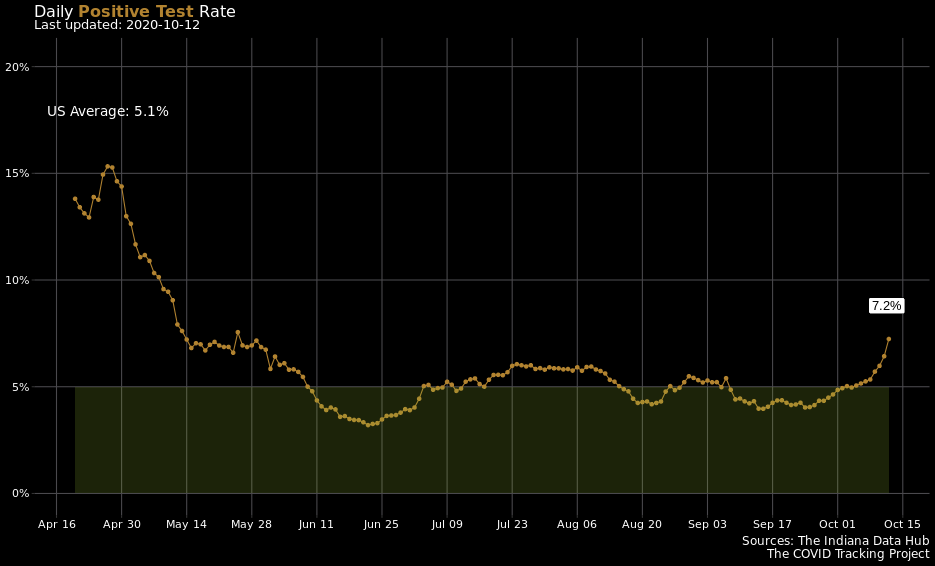 Daily Positive Test Rate
Last updated: 2020-10-12
20%
US Average: 5.1%
15%
10%
7.2%
5%
0%
Apr 16 Apr 30 May 14 May 28 Jun 11 Jun 25 Jul 09 Jul 23 Aug 06 Aug 20 Sep 03 Sep 17 Oct 01 Oct 15
Sources: The Indiana Data Hub
The COVID Tracking Project